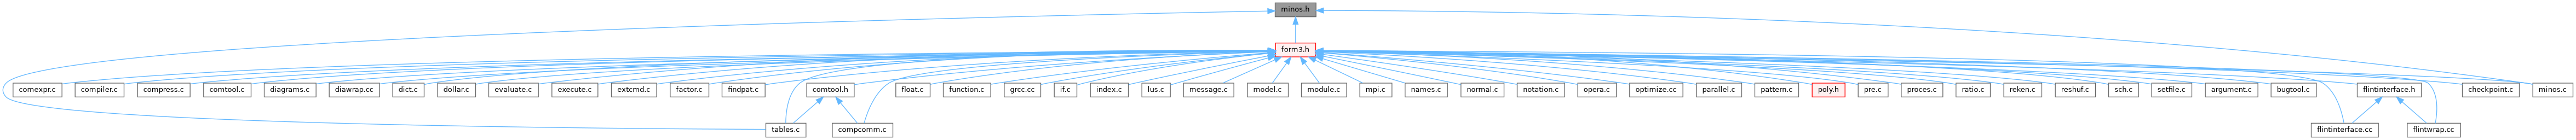 minos.h
form3.h
comexpr.c
compiler.c
compress.c
comtool.c
diagrams.c
diawrap.cc
dict.c
dollar.c
evaluate.c
execute.c
extcmd.c
factor.c
findpat.c
comtool.h
float.c
function.c
grcc.cc
if.c
index.c
lus.c
message.c
model.c
module.c
mpi.c
names.c
normal.c
notation.c
opera.c
optimize.cc
parallel.c
pattern.c
poly.h
pre.c
proces.c
ratio.c
reken.c
reshuf.c
sch.c
setfile.c
argument.c
bugtool.c
flintinterface.h
checkpoint.c
minos.c
tables.c
compcomm.c
flintinterface.cc
flintwrap.cc